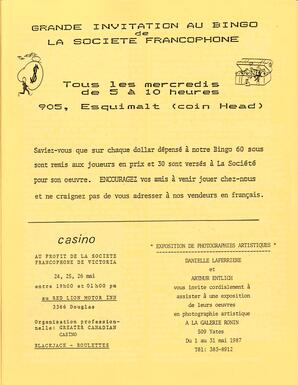 GRANDE INVITATION AU BINGO
de
LA SOCIETE FRANCOPHONE
Tous les mercredis
de 5 à 10 heures
905, Esquimalt (coin Head)
Saviez-vous que sur chaque dollar dépensé à notre Bingo 60 sous
sont remis aux joueurs en prix et 30 sont versés à La Société
pour son oeuvre. ENCOURAGEZ vos amis à venir jouer chez-nous
et ne craignez pas de vous adresser à nos vendeurs en français.
casino
AU PROFIT DE LA SOCIETE
FRANCOPHONE DE VICTORIA
24, 25, 26 mai
entre 19h00 et 01h00 pm
au RED LION MOTOR INN
3366 Douglas
Organisation profession-
nelle: GREATER CANADIAN
CASINO
BLACKJACK - ROULETTES
" EXPOSITION DE PHOTOGRAPHIES ARTISTIQUES "
DANIELLE LAFERRIERE
et
ARTHUR ENTLICH
vous invite cordialement à
assister à une exposition
de leurs oeuvres
en photographie artistique
A LA GALERIE RONIN
509 Yates
Du 1 au 31 mai 1987
Tél: 383-8912